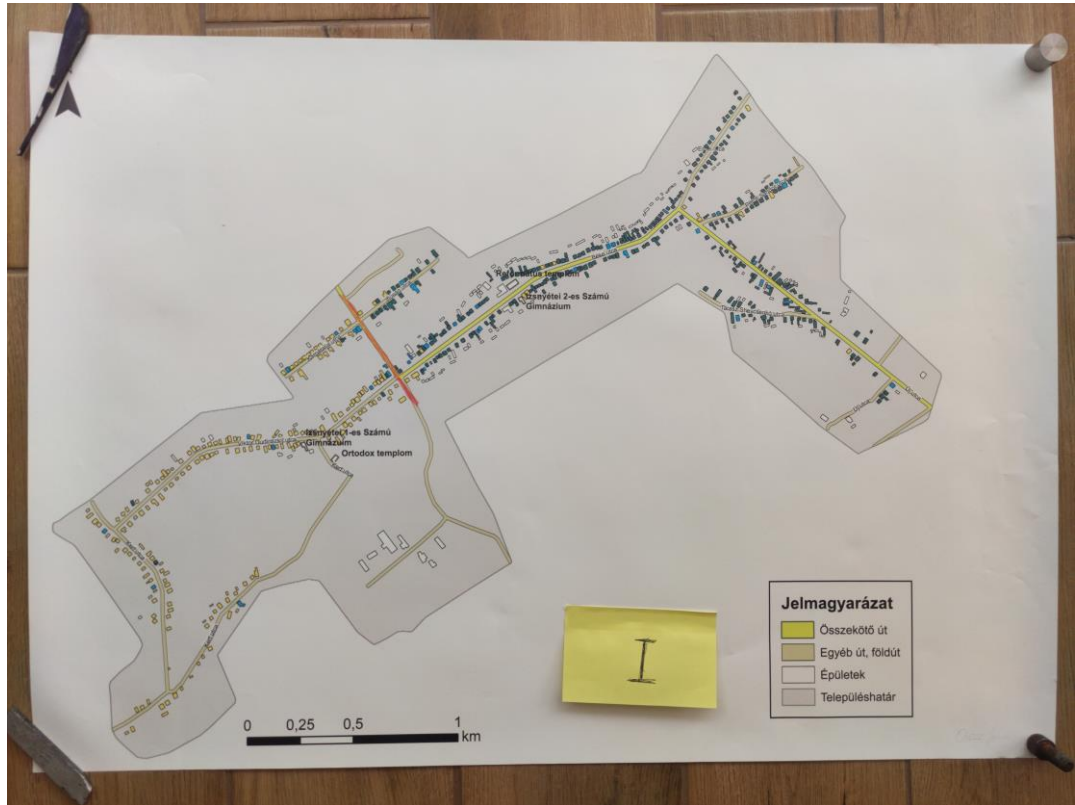 Református templom
Izsnyétei 2-es Számú
Gimnázium
Izsnyétei 1-es Számú
Gimnázuim
Ortodox templom
I
Jelmagyarázat
Összekötő út
Egyéb út, földút
Épületek
Településhatár
0 0,25 0,5 1
km